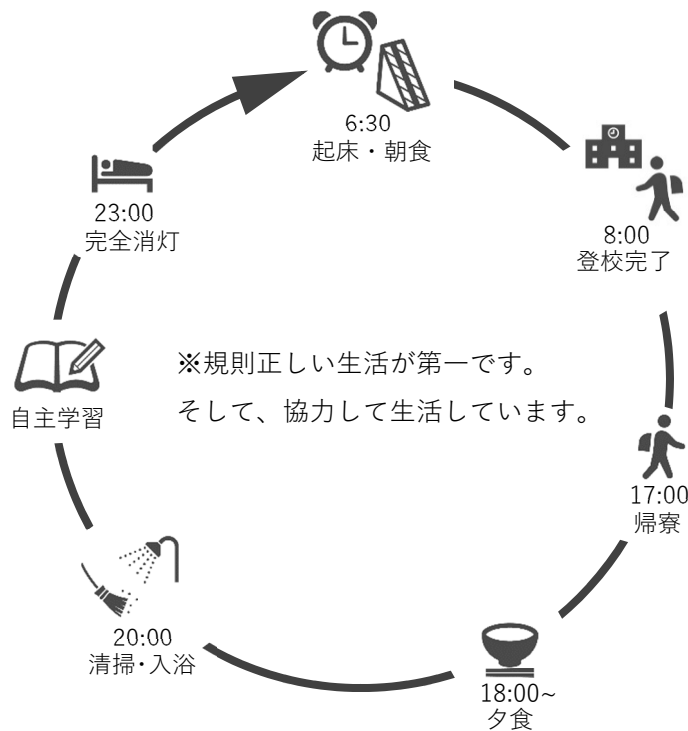 6:30
起床・朝食
8:00
登校完了
17:00
帰寮
18:00~
夕食
20:00
清掃・入浴
自主学習
23:00
完全消灯
※規則正しい生活が第一です。
そして、協力して生活しています。